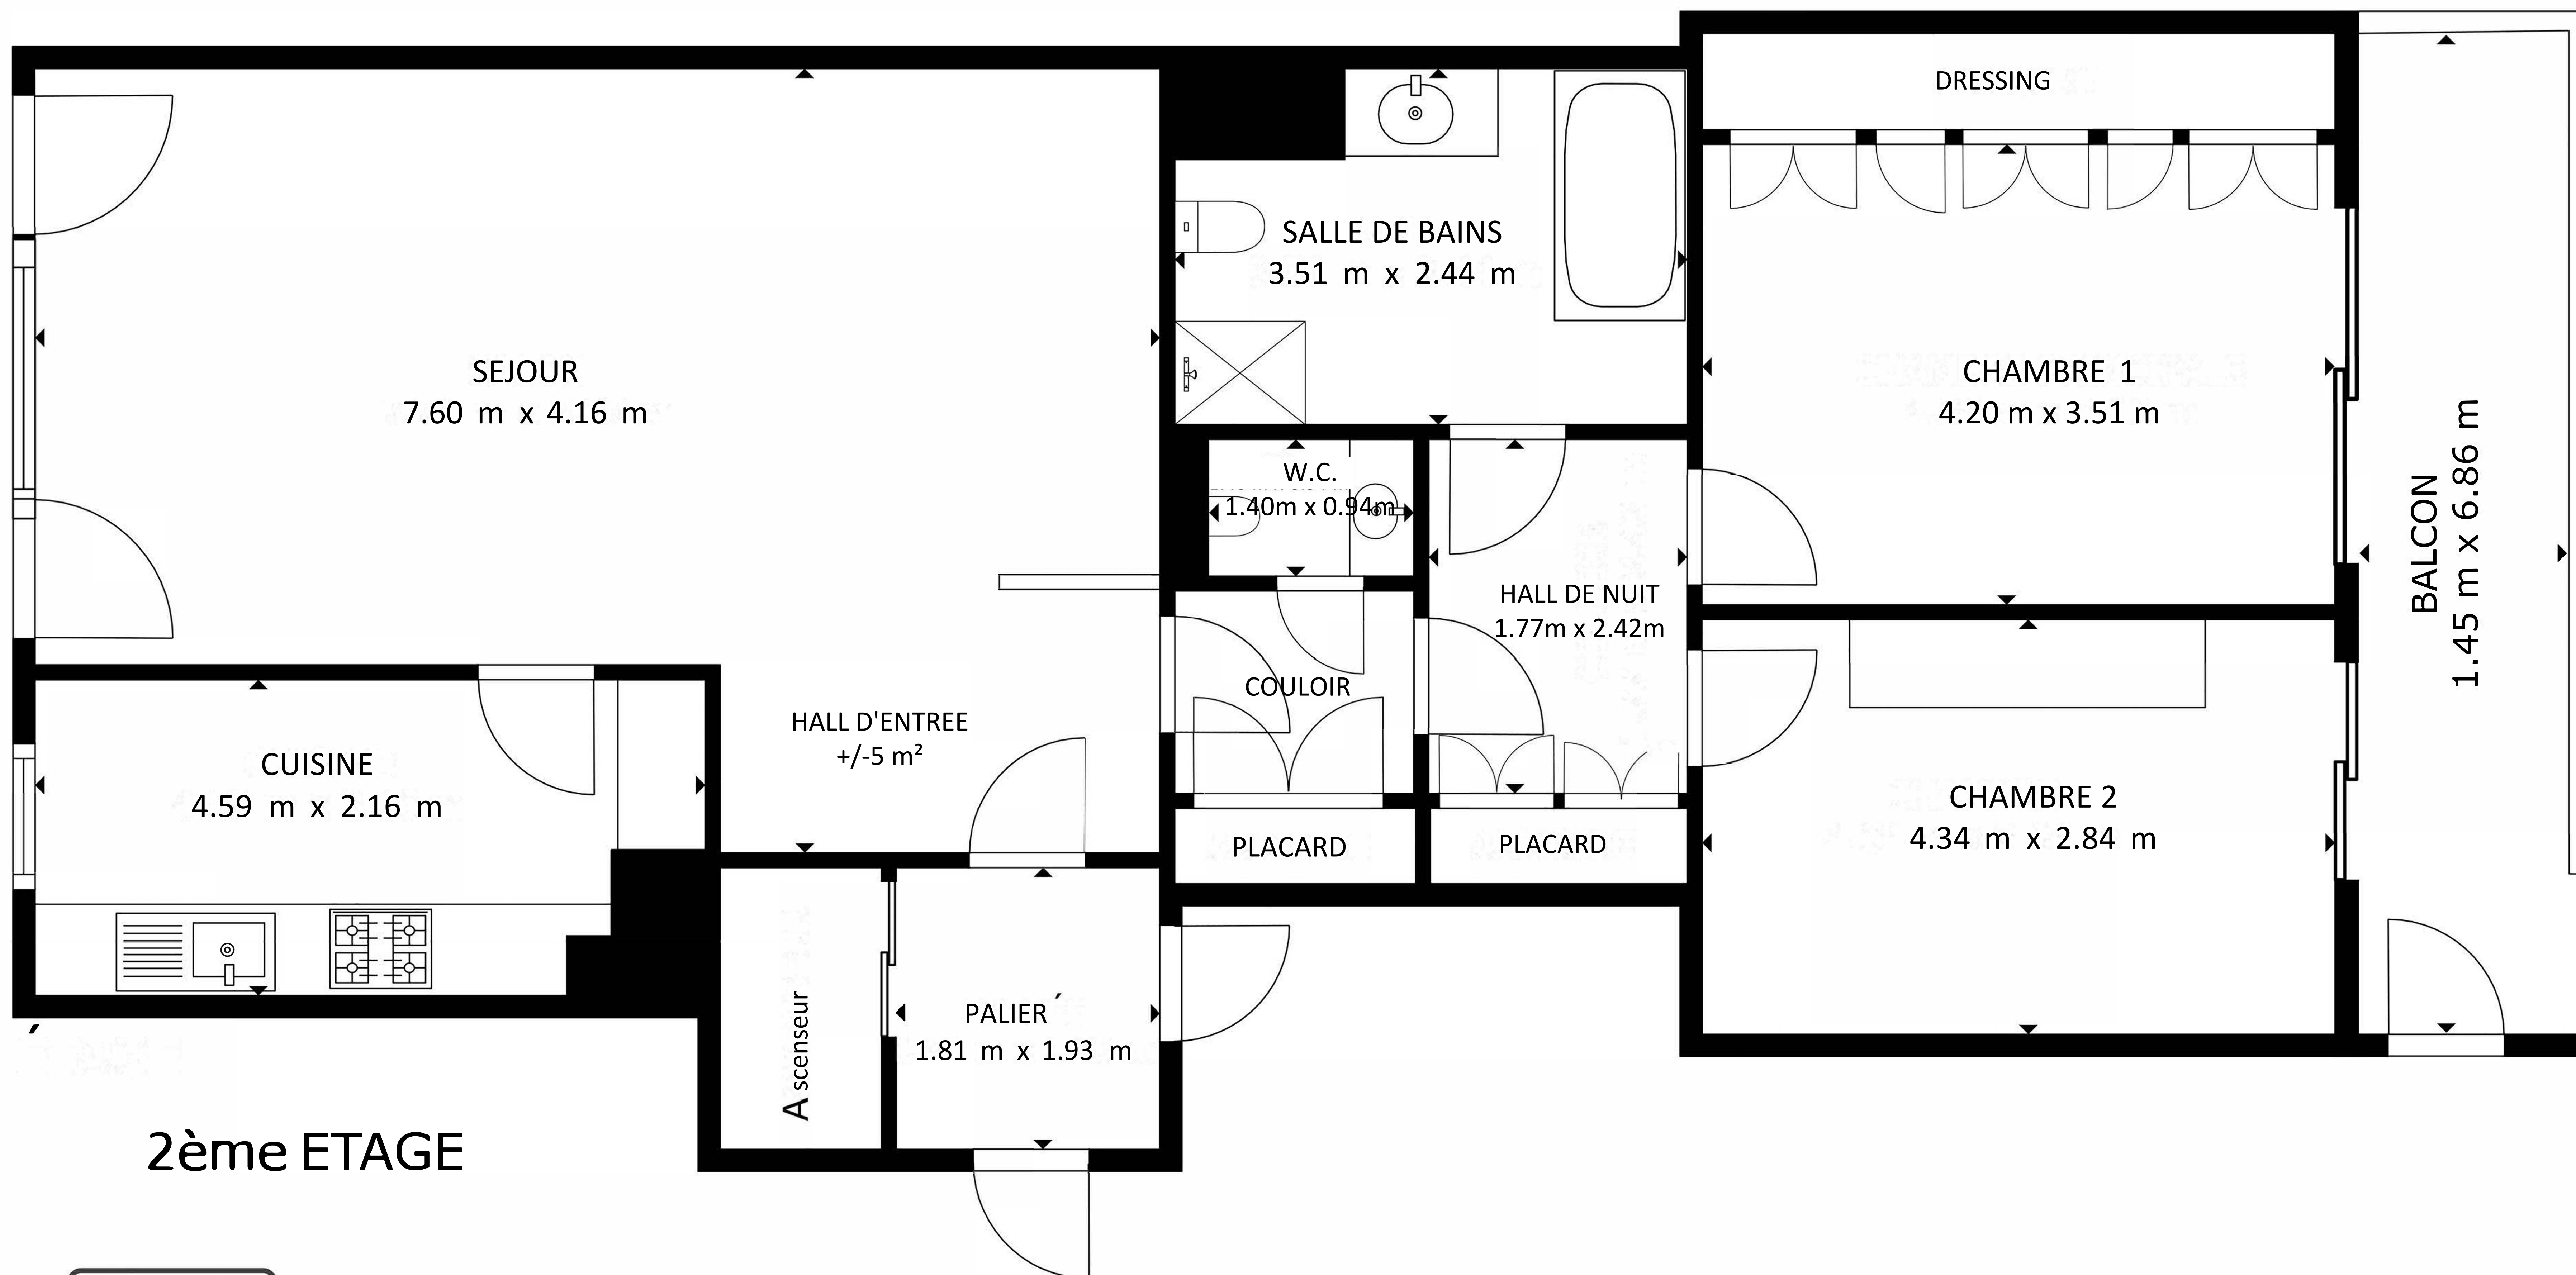 DRESSING
SALLE DE BAINS
3.51 m x 2.44 m
SEJOUR
7.60 m x 4.16 m
CHAMBRE 1
4.20 m x 3.51 m
BALCON
1.45 m x 6.86 m
W.C.
1.40m x 0.94m
HALL DE NUIT
1.77m x 2.42m
COULOIR
HALL D'ENTREE
+/-5 m²
CUISINE
4.59 m x 2.16 m
CHAMBRE 2
4.34 m x 2.84 m
PLACARD
PLACARD
A scenseur
PALIER
1.81 m x 1.93 m
2ème ETAGE